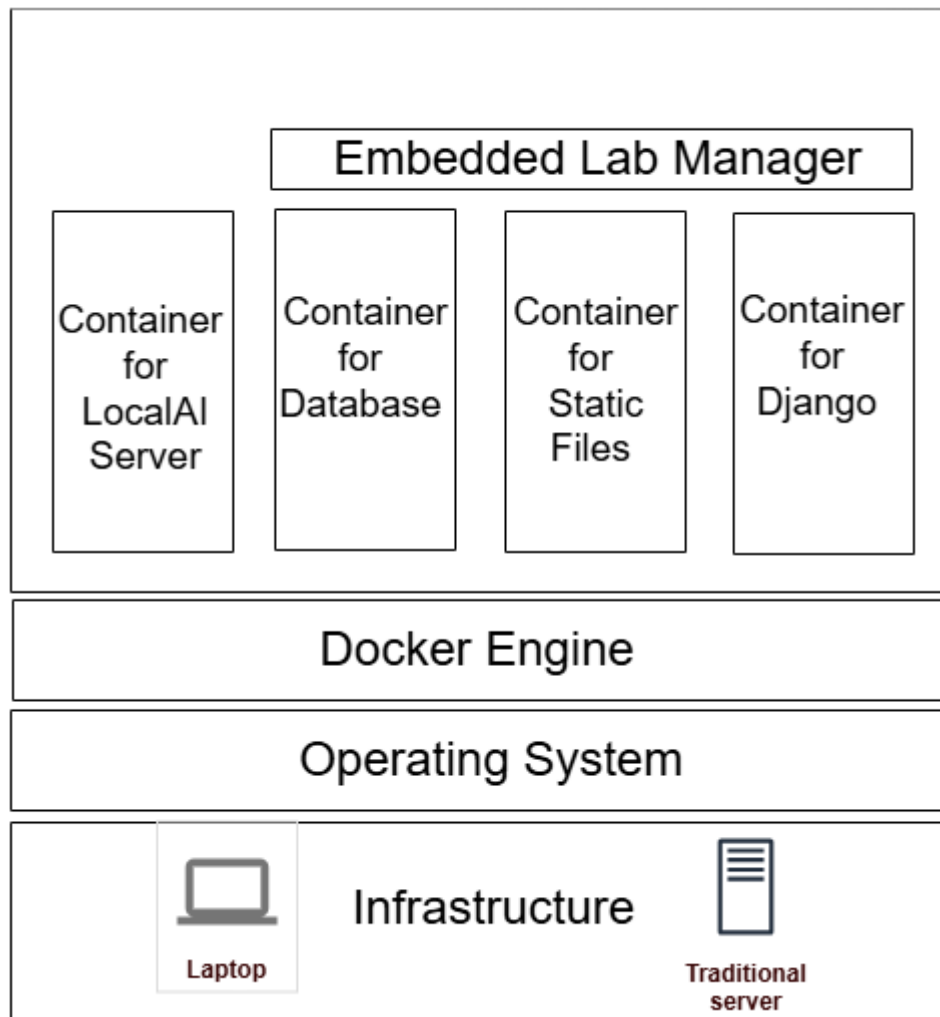 Embedded Lab Manager
Container
for
LocalAI
Server
Container
for
Database
Container
for
Static
Files
Container
for
Django
Docker Engine
Operating System
Infrastructure
Laptop
Traditional
server